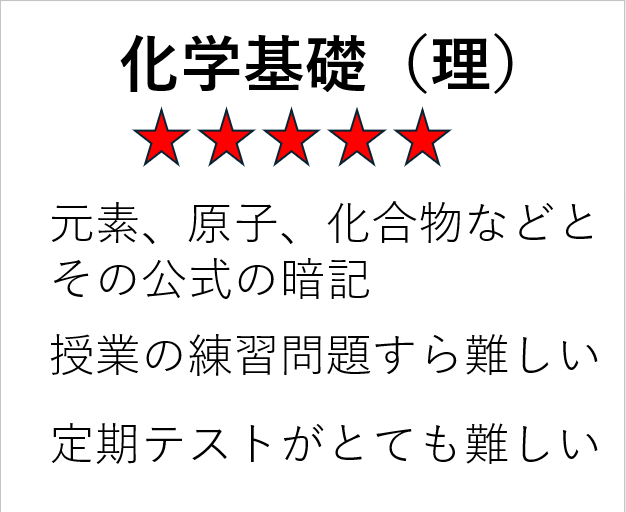 化学基礎（理）
★★★★★
元素、原子、化合物などと
その公式の暗記
授業の練習問題すら難しい
定期テストがとても難しい